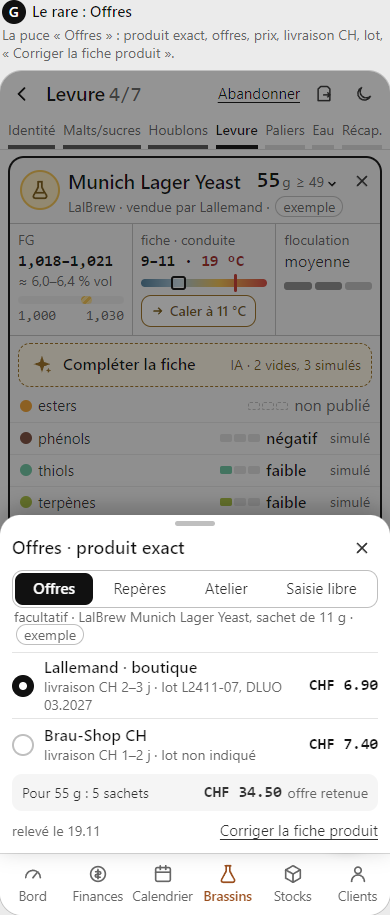 G Le rare : Offres
La puce « Offres » : produit exact, offres, prix, livraison CH, lot,
« Corriger la fiche produit ».
Levure 4/7 Abandonner
Identité Malts/sucres Houblons Levure Paliers Eau Récap.
Munich Lager Yeast 55 g ≥ 49
LalBrew · vendue par Lallemand · exemple
FG fiche · conduite floculation
1,018–1,021 9–11 · 19 °C moyenne
≈ 6,0–6,4 % vol
1,000 1,030 → Caler à 11 °C
Compléter la fiche IA · 2 vides, 3 simulés
esters non publié
phénols négatif simulé
thiols faible simulé
terpènes faible simulé
Offres · produit exact
Offres Repères Atelier Saisie libre
facultatif · LalBrew Munich Lager Yeast, sachet de 11 g ·
exemple
Lallemand · boutique
livraison CH 2–3 j · lot L2411-07, DLUO CHF 6.90
03.2027
Brau-Shop CH
livraison CH 1–2 j · lot non indiqué CHF 7.40
Pour 55 g : 5 sachets CHF 34.50 offre retenue
relevé le 19.11 Corriger la fiche produit
Bord Finances Calendrier Brassins Stocks Clients